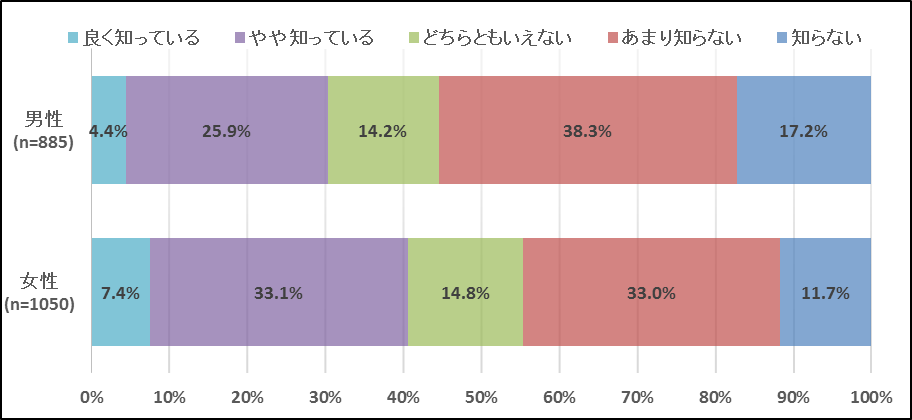 良く知っている やや知っている どちらともいえない あまり知らない 知らない
男性
(n=885)
4.4% 25.9% 14.2% 38.3% 17.2%
女性
(n=1050)
7.4% 33.1% 14.8% 33.0% 11.7%
0% 10% 20% 30% 40% 50% 60% 70% 80% 90% 100%